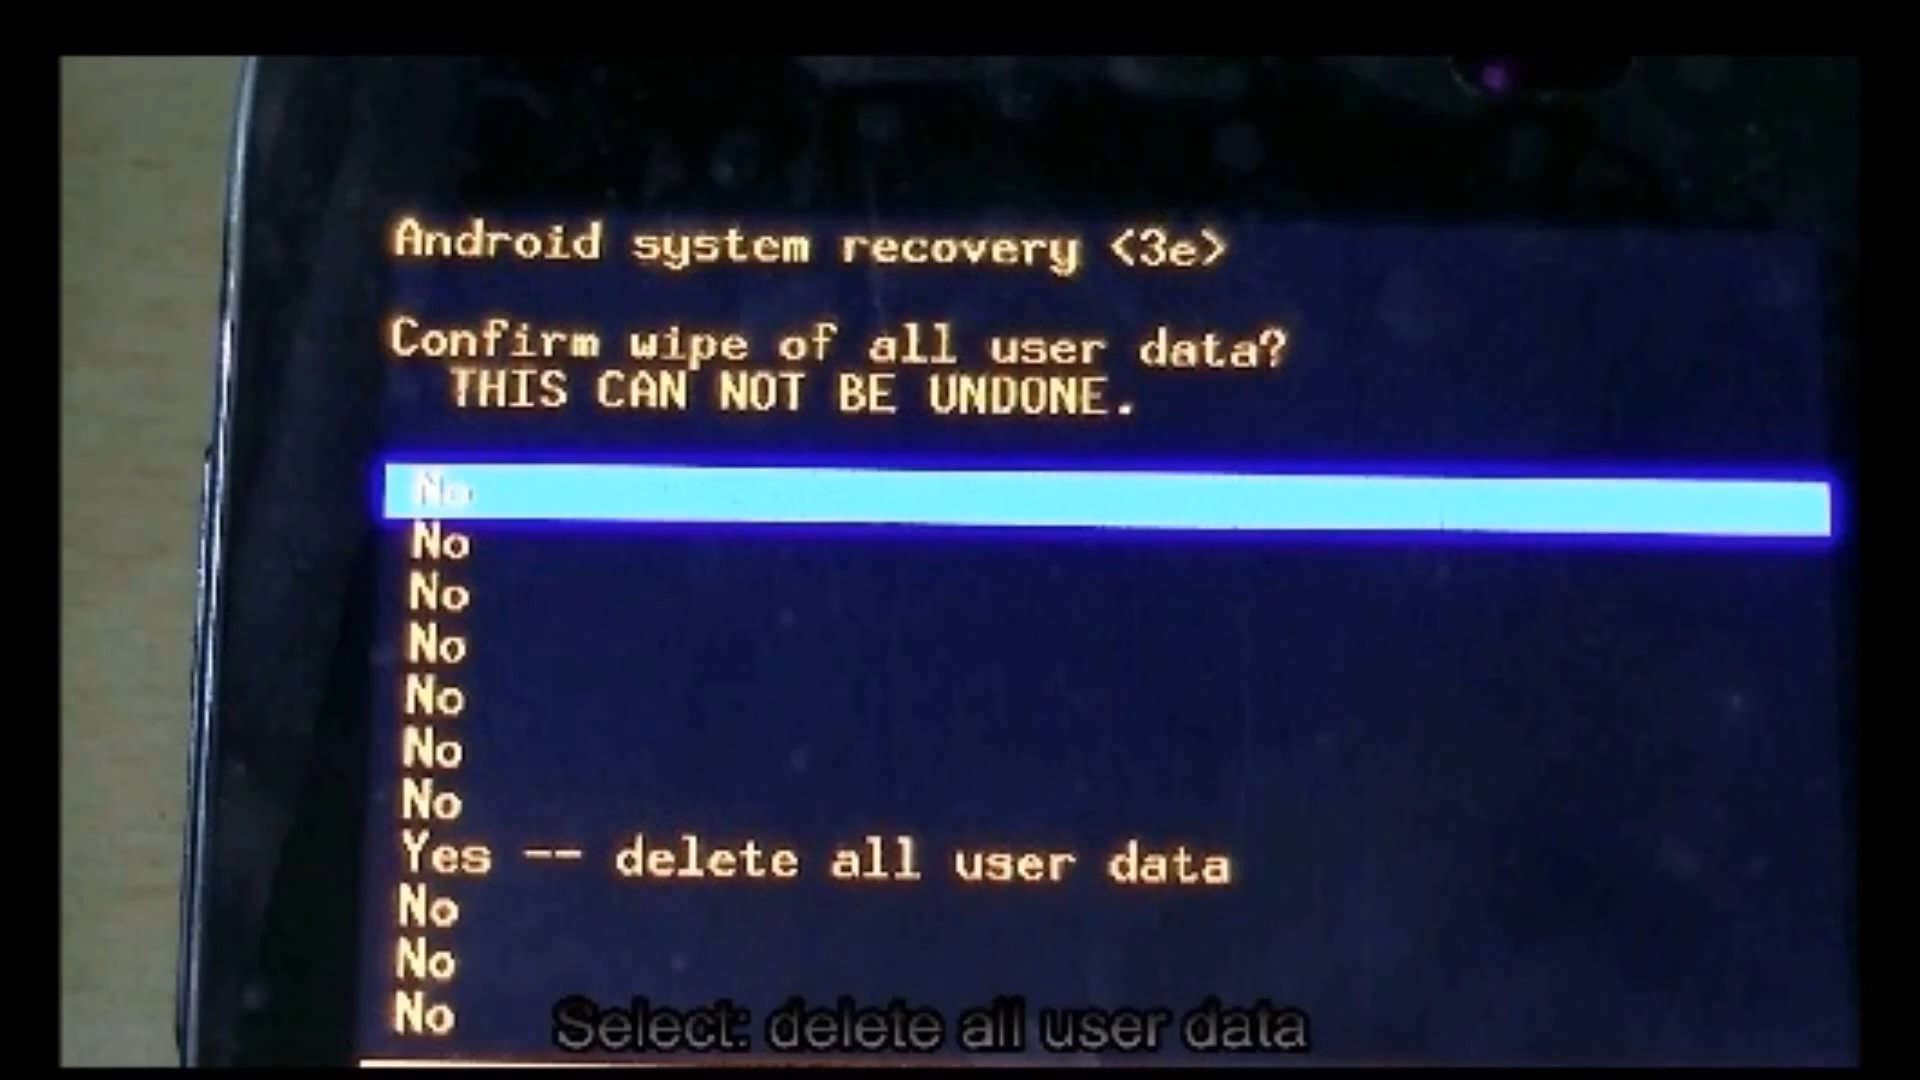 Android system recovery <3e>
Confirm wipe of all user data?
THIS CAN NOT BE UNDONE.
No
No
No
No
No
No
No
Yes -- delete all user data
No
No
No
Select: delete all user data